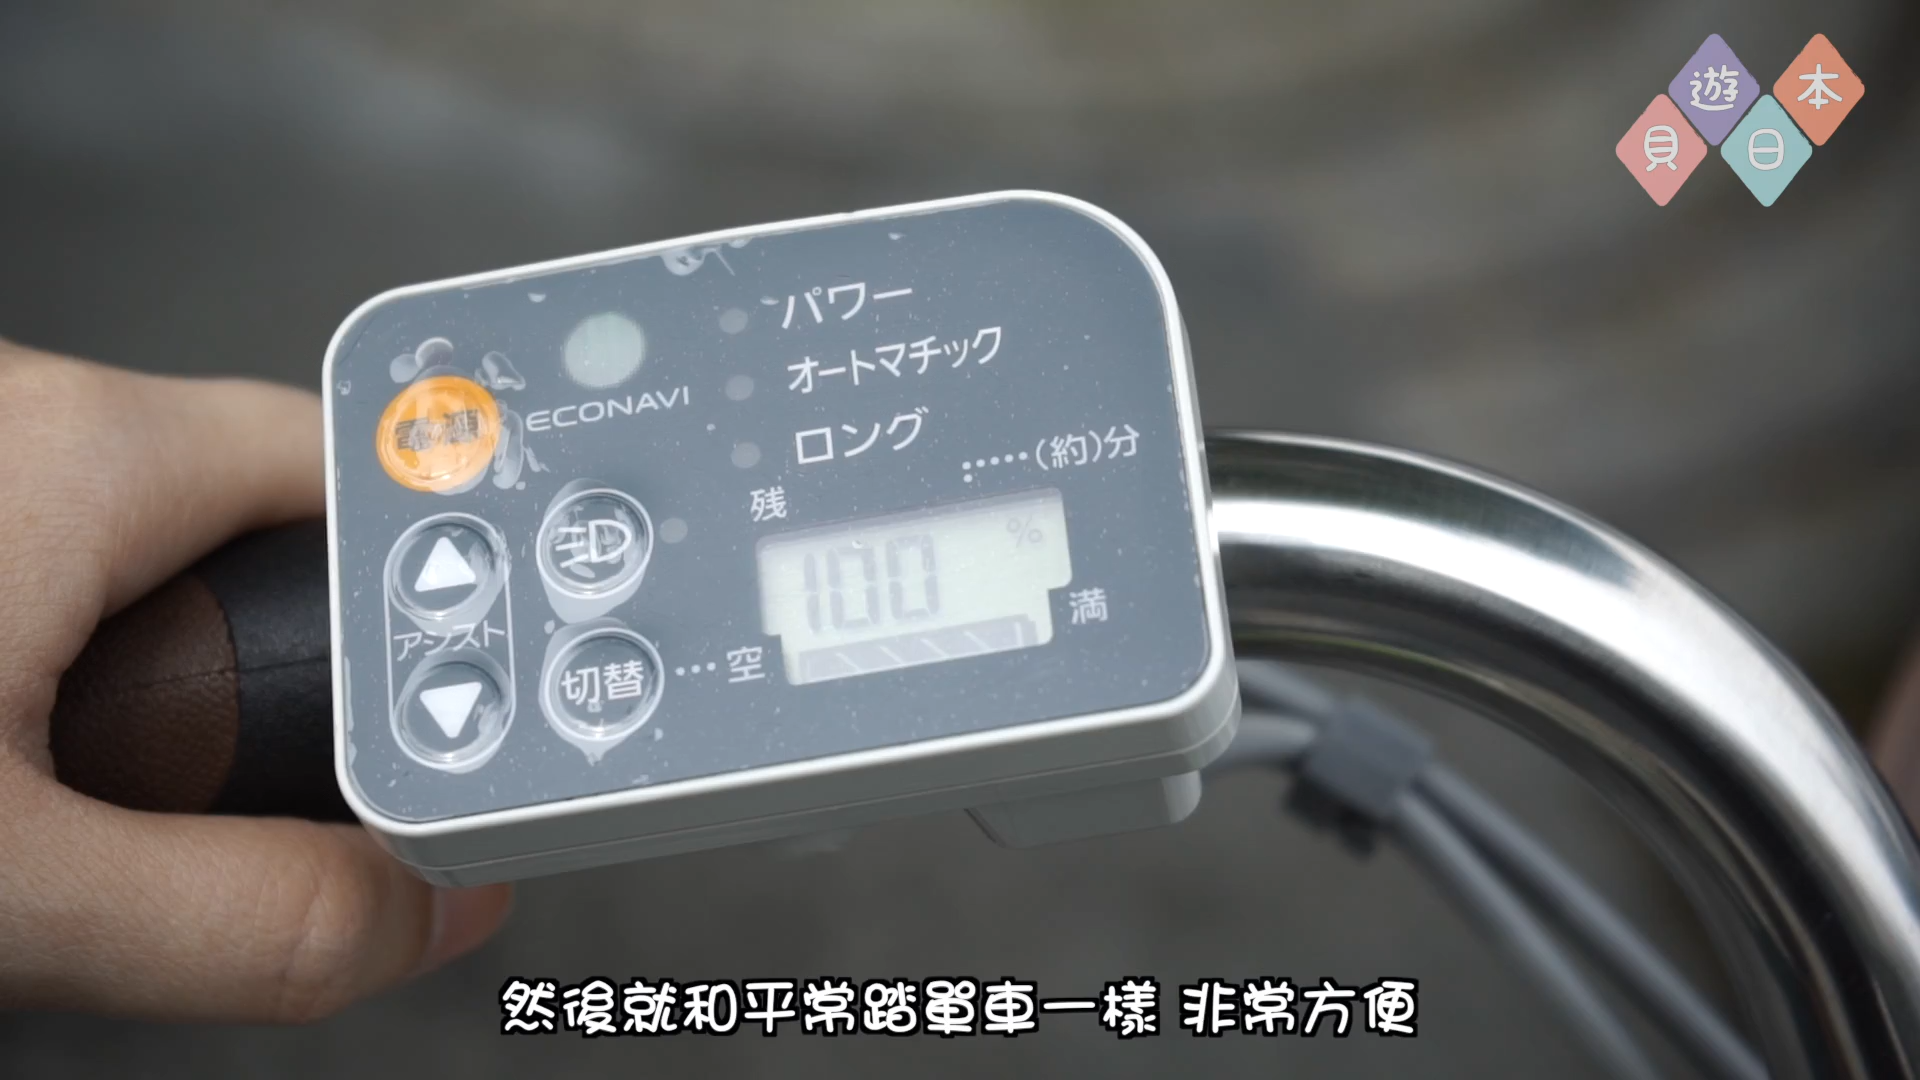 貝遊日本
パワー
オートマチック
ロング
電源
ECONAVI
(約)分
残
100 %
アシスト
切替
空
満
然後就和平常踏單車一樣 非常方便